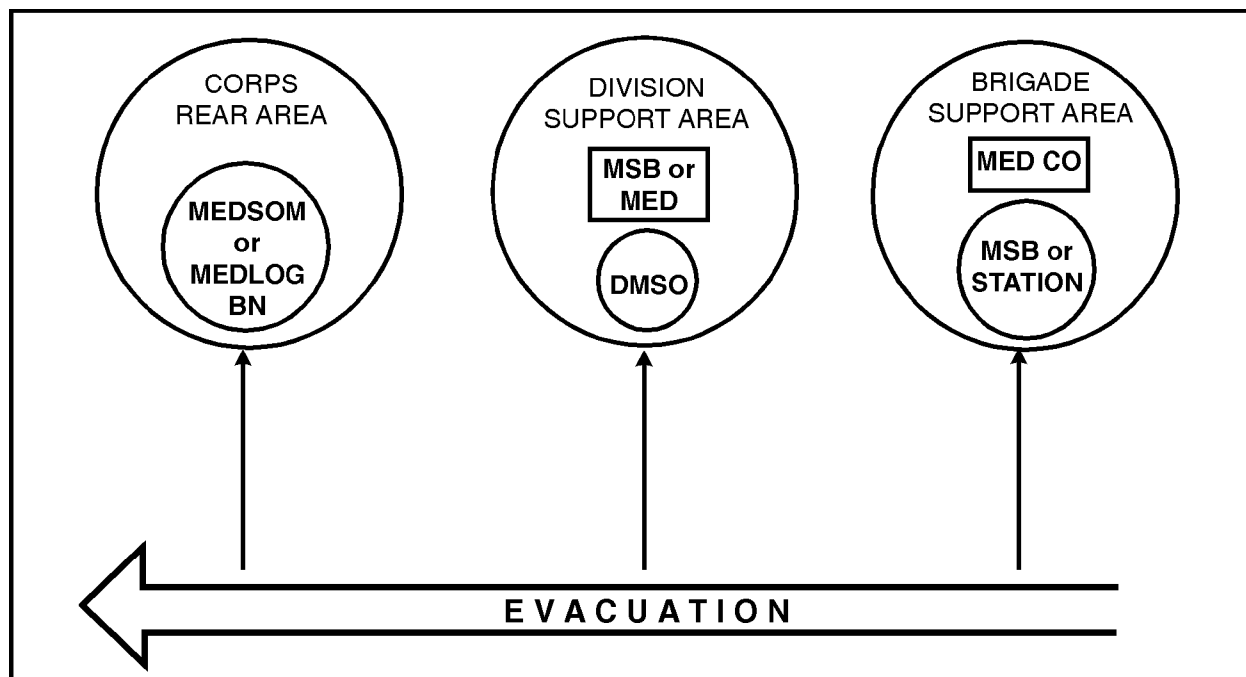 CORPS
REAR AREA
MEDSOM
or
MEDLOG
BN
DIVISION
SUPPORT AREA
MSB or
MED
DMSO
BRIGADE
SUPPORT AREA
MED CO
MSB or
STATION
EVACUATION